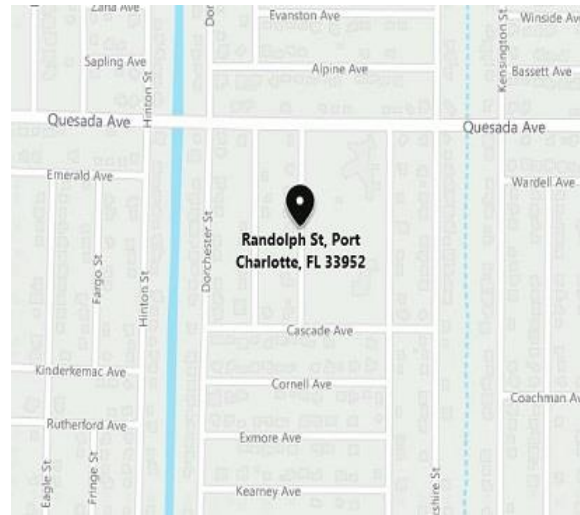 Zana Ave
Evanston Ave
Winside Av
Sapling Ave
Alpine Ave
Kensington St
Bassett Ave
Hinton St
Quesada Ave
Quesada Ave
Emerald Ave
Wardell Ave
Dorchester St
Randolph St, Port
Charlotte, FL 33952
Fargo St
Hinton St
Cascade Ave
Kinderkemac Ave
Cornell Ave
Coachman Av
Rutherford Ave
Exmore Ave
Eagle St
Fringe St
Kearney Ave
shire St